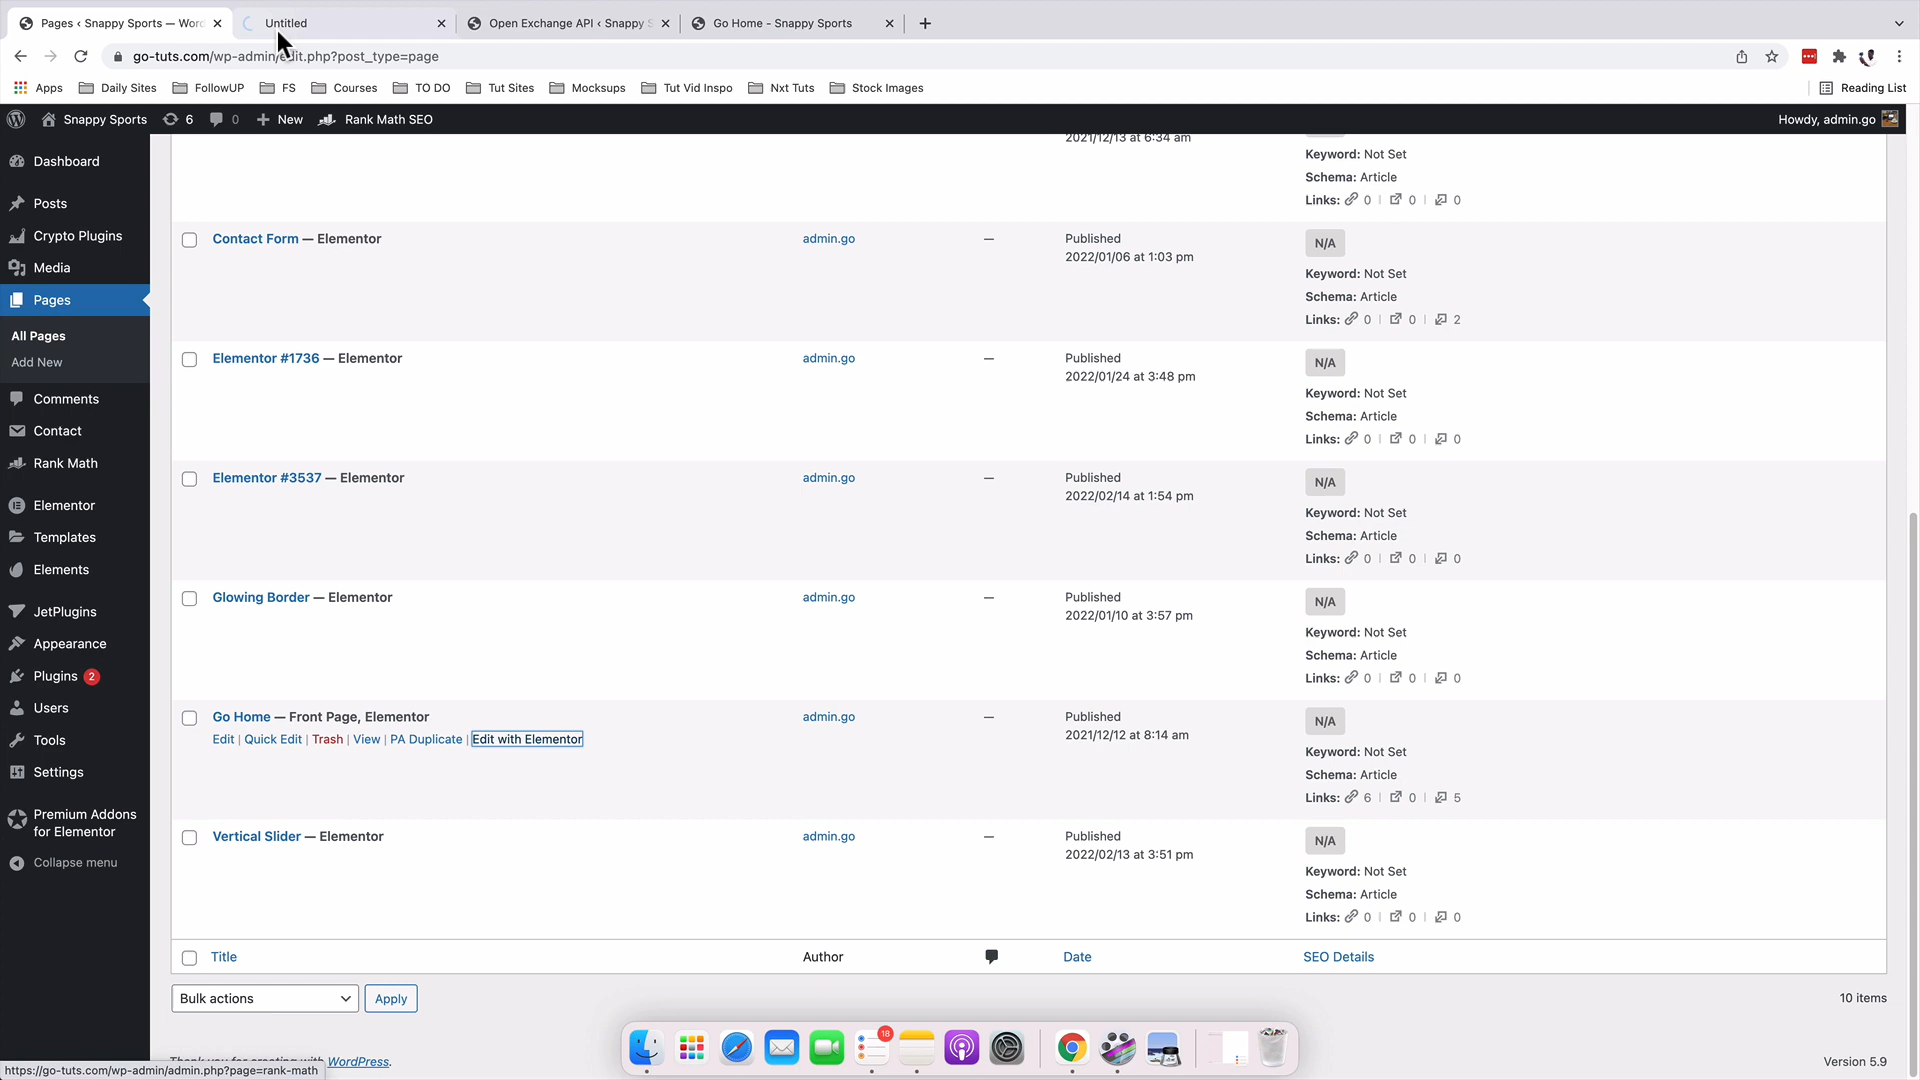 Pages ‹ Snappy Sports — Word
Untitled
Open Exchange API ‹ Snappy S
Go Home - Snappy Sports
go-tuts.com/wp-admin/edit.php?post_type=page
Apps
Daily Sites
FollowUP
FS
Courses
TO DO
Tut Sites
Mocksups
Tut Vid Inspo
Nxt Tuts
Stock Images
Reading List
Snappy Sports
6
0
New
Rank Math SEO
Howdy, admin.go
Dashboard
Posts
Crypto Plugins
Media
Pages
All Pages
Add New
Comments
Contact
Rank Math
Elementor
Templates
Elements
JetPlugins
Appearance
Plugins 2
Users
Tools
Settings
Premium Addons
for Elementor
Collapse menu
2021/12/13 at 6:34 am
Keyword: Not Set
Schema: Article
Links: 0 | 0 | 0
Contact Form — Elementor
admin.go
—
Published
2022/01/06 at 1:03 pm
N/A
Keyword: Not Set
Schema: Article
Links: 0 | 0 | 2
Elementor #1736 — Elementor
admin.go
—
Published
2022/01/24 at 3:48 pm
N/A
Keyword: Not Set
Schema: Article
Links: 0 | 0 | 0
Elementor #3537 — Elementor
admin.go
—
Published
2022/02/14 at 1:54 pm
N/A
Keyword: Not Set
Schema: Article
Links: 0 | 0 | 0
Glowing Border — Elementor
admin.go
—
Published
2022/01/10 at 3:57 pm
N/A
Keyword: Not Set
Schema: Article
Links: 0 | 0 | 0
Go Home — Front Page, Elementor
Edit | Quick Edit | Trash | View | PA Duplicate | Edit with Elementor
admin.go
—
Published
2021/12/12 at 8:14 am
N/A
Keyword: Not Set
Schema: Article
Links: 6 | 0 | 5
Vertical Slider — Elementor
admin.go
—
Published
2022/02/13 at 3:51 pm
N/A
Keyword: Not Set
Schema: Article
Links: 0 | 0 | 0
Title
Author
Date
SEO Details
Bulk actions
Apply
10 items
18
Thank you for creating with WordPress.
Version 5.9
https://go-tuts.com/wp-admin/admin.php?page=rank-math